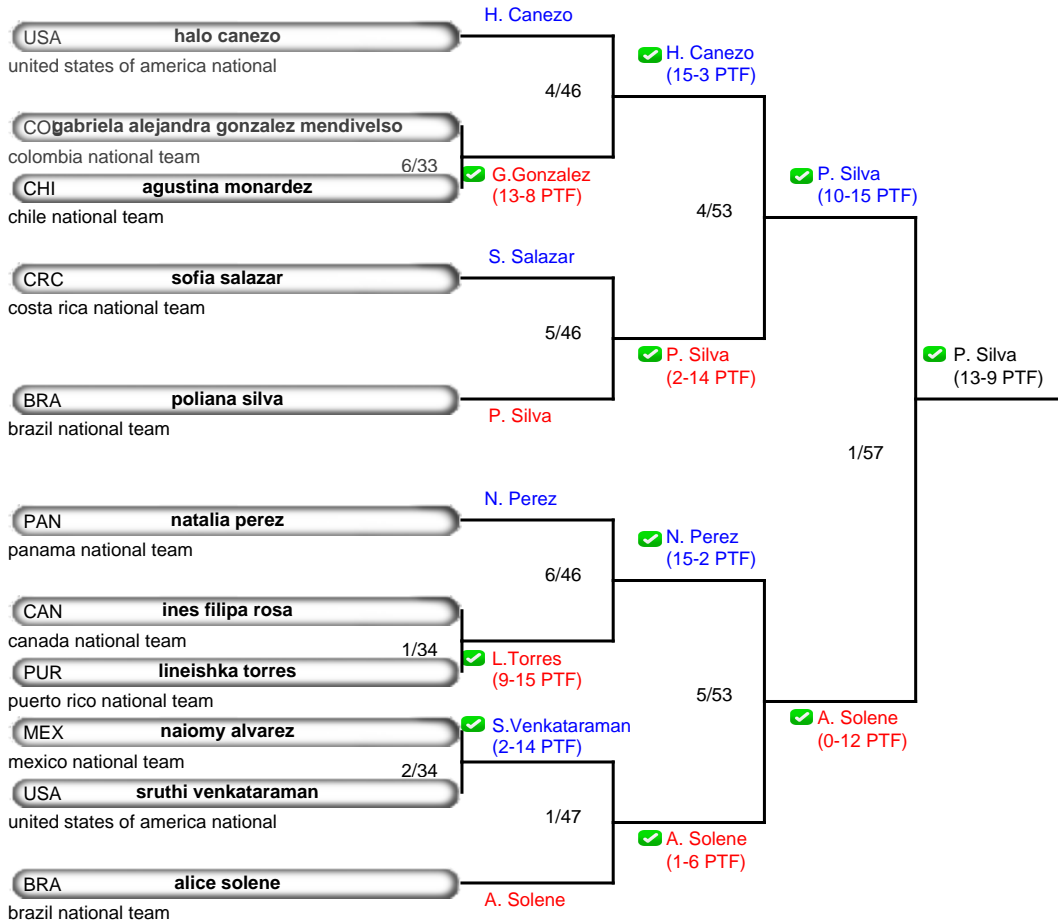 H. Canezo
USA halo canezo
united states of america national
H. Canezo
(15-3 PTF)
4/46
COL gabriela alejandra gonzalez mendivelso
colombia national team
6/33
G.Gonzalez
(13-8 PTF)
CHI agustina monardez
chile national team
P. Silva
(10-15 PTF)
4/53
S. Salazar
CRC sofia salazar
costa rica national team
5/46
P. Silva
(2-14 PTF)
P. Silva
(13-9 PTF)
BRA poliana silva
brazil national team
P. Silva
1/57
N. Perez
PAN natalia perez
panama national team
N. Perez
(15-2 PTF)
6/46
CAN ines filipa rosa
canada national team
1/34
L.Torres
(9-15 PTF)
PUR lineishka torres
puerto rico national team
5/53
A. Solene
(0-12 PTF)
MEX naiomy alvarez
mexico national team
S.Venkataraman
(2-14 PTF)
2/34
USA sruthi venkataraman
united states of america national
1/47
A. Solene
(1-6 PTF)
BRA alice solene
brazil national team
A. Solene